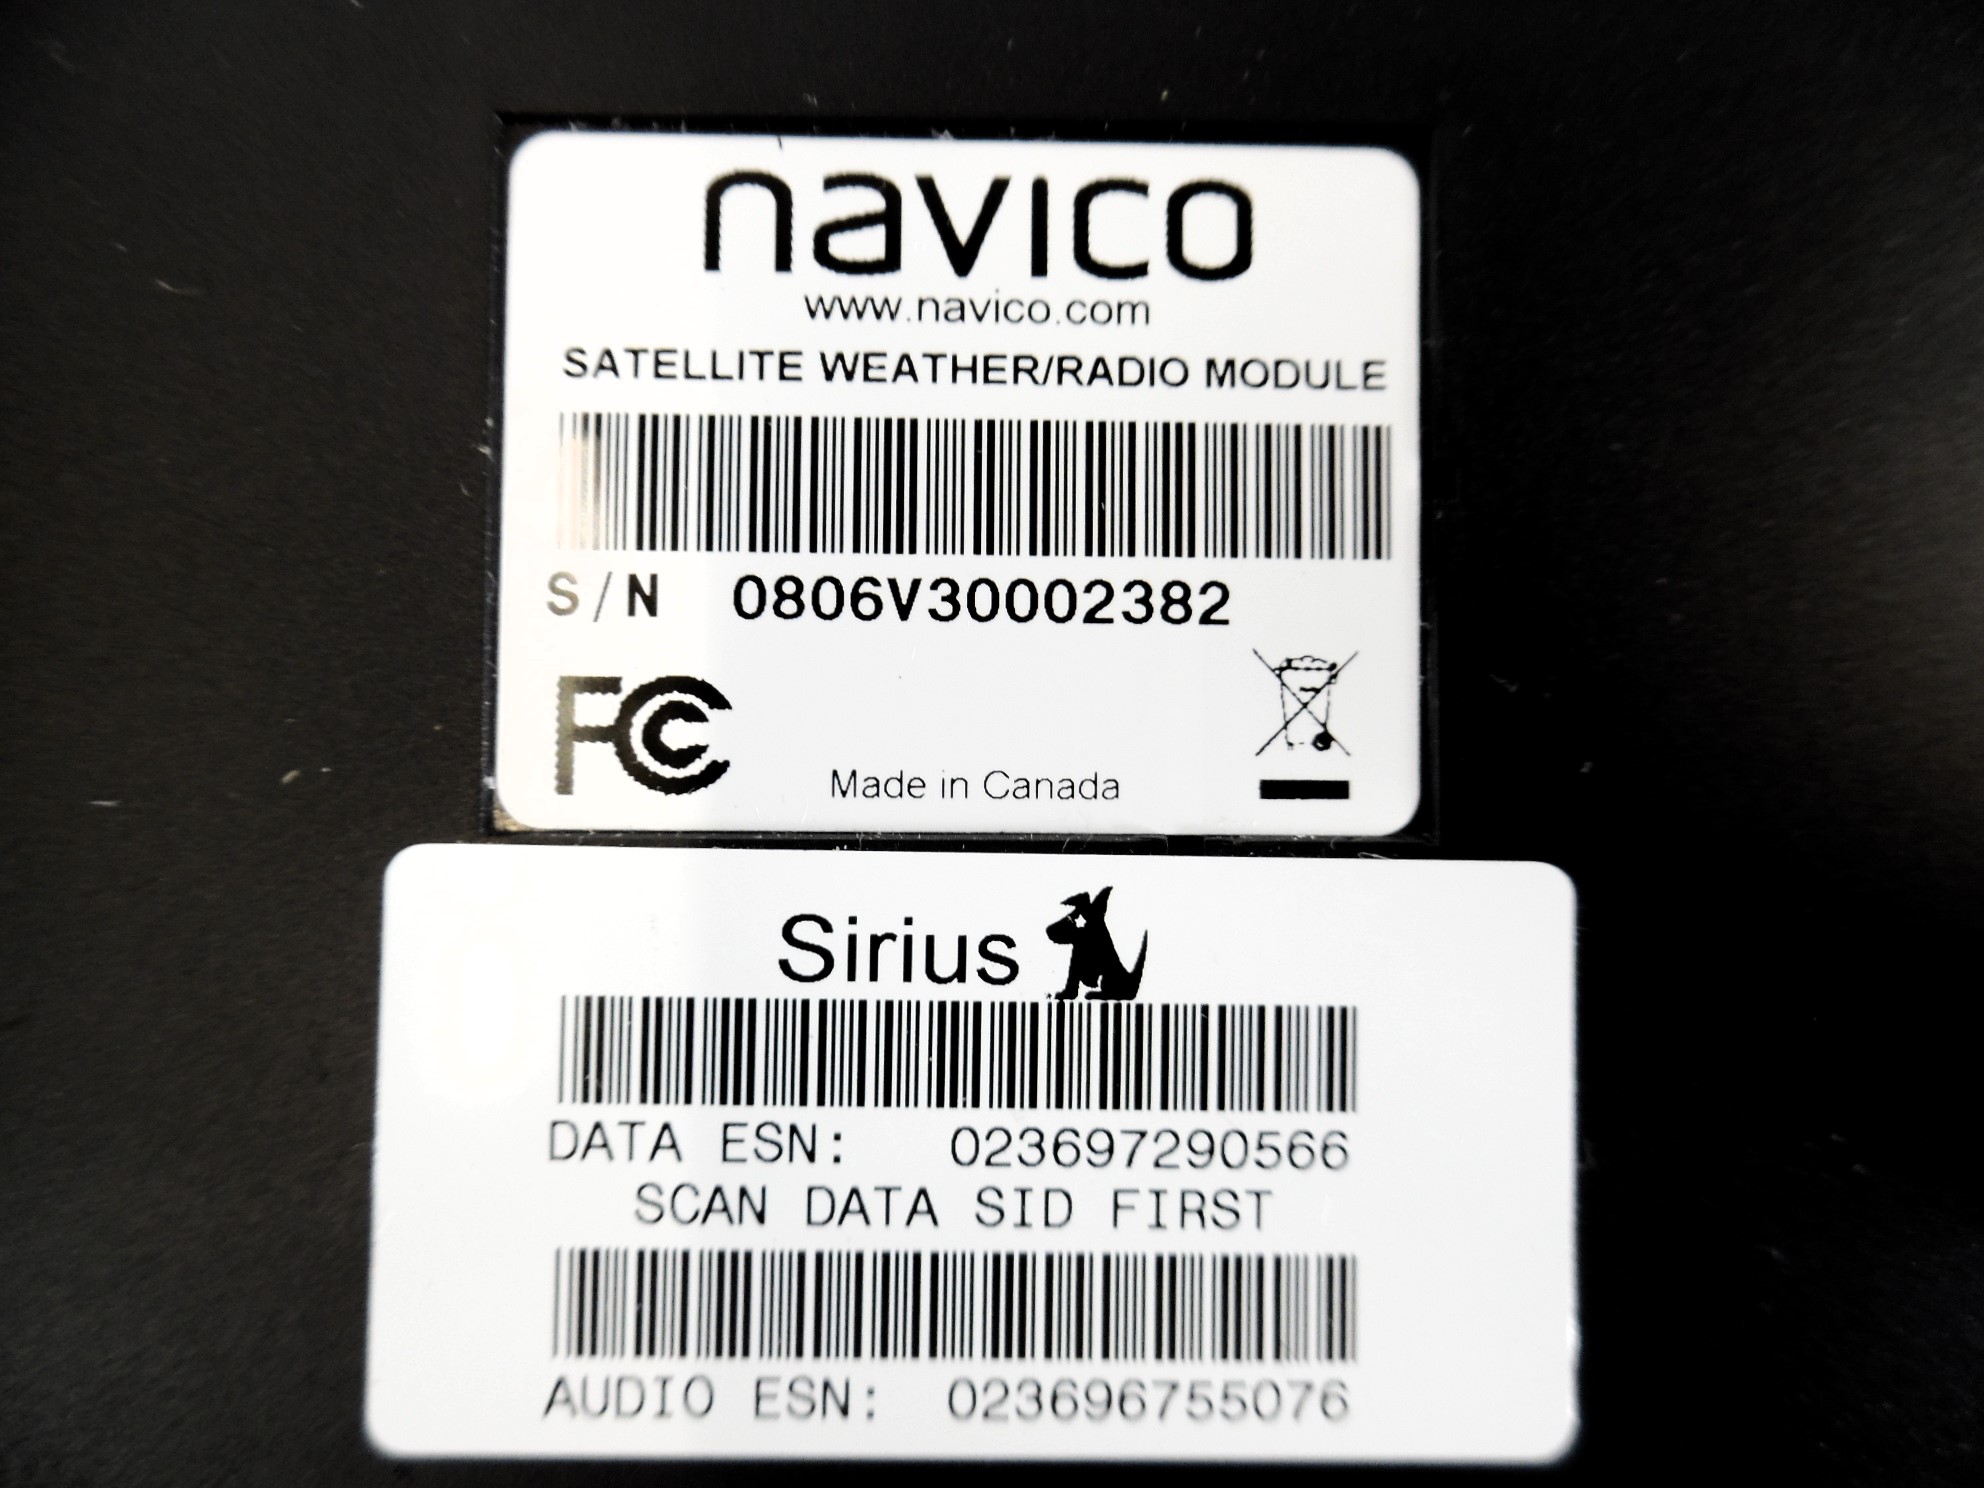 navico
www.navico.com
SATELLITE WEATHER/RADIO MODULE
S/N 0806V30002382
FCC
Made in Canada
Sirius
DATA ESN: 023697290566
SCAN DATA SID FIRST
AUDIO ESN: 023696755076